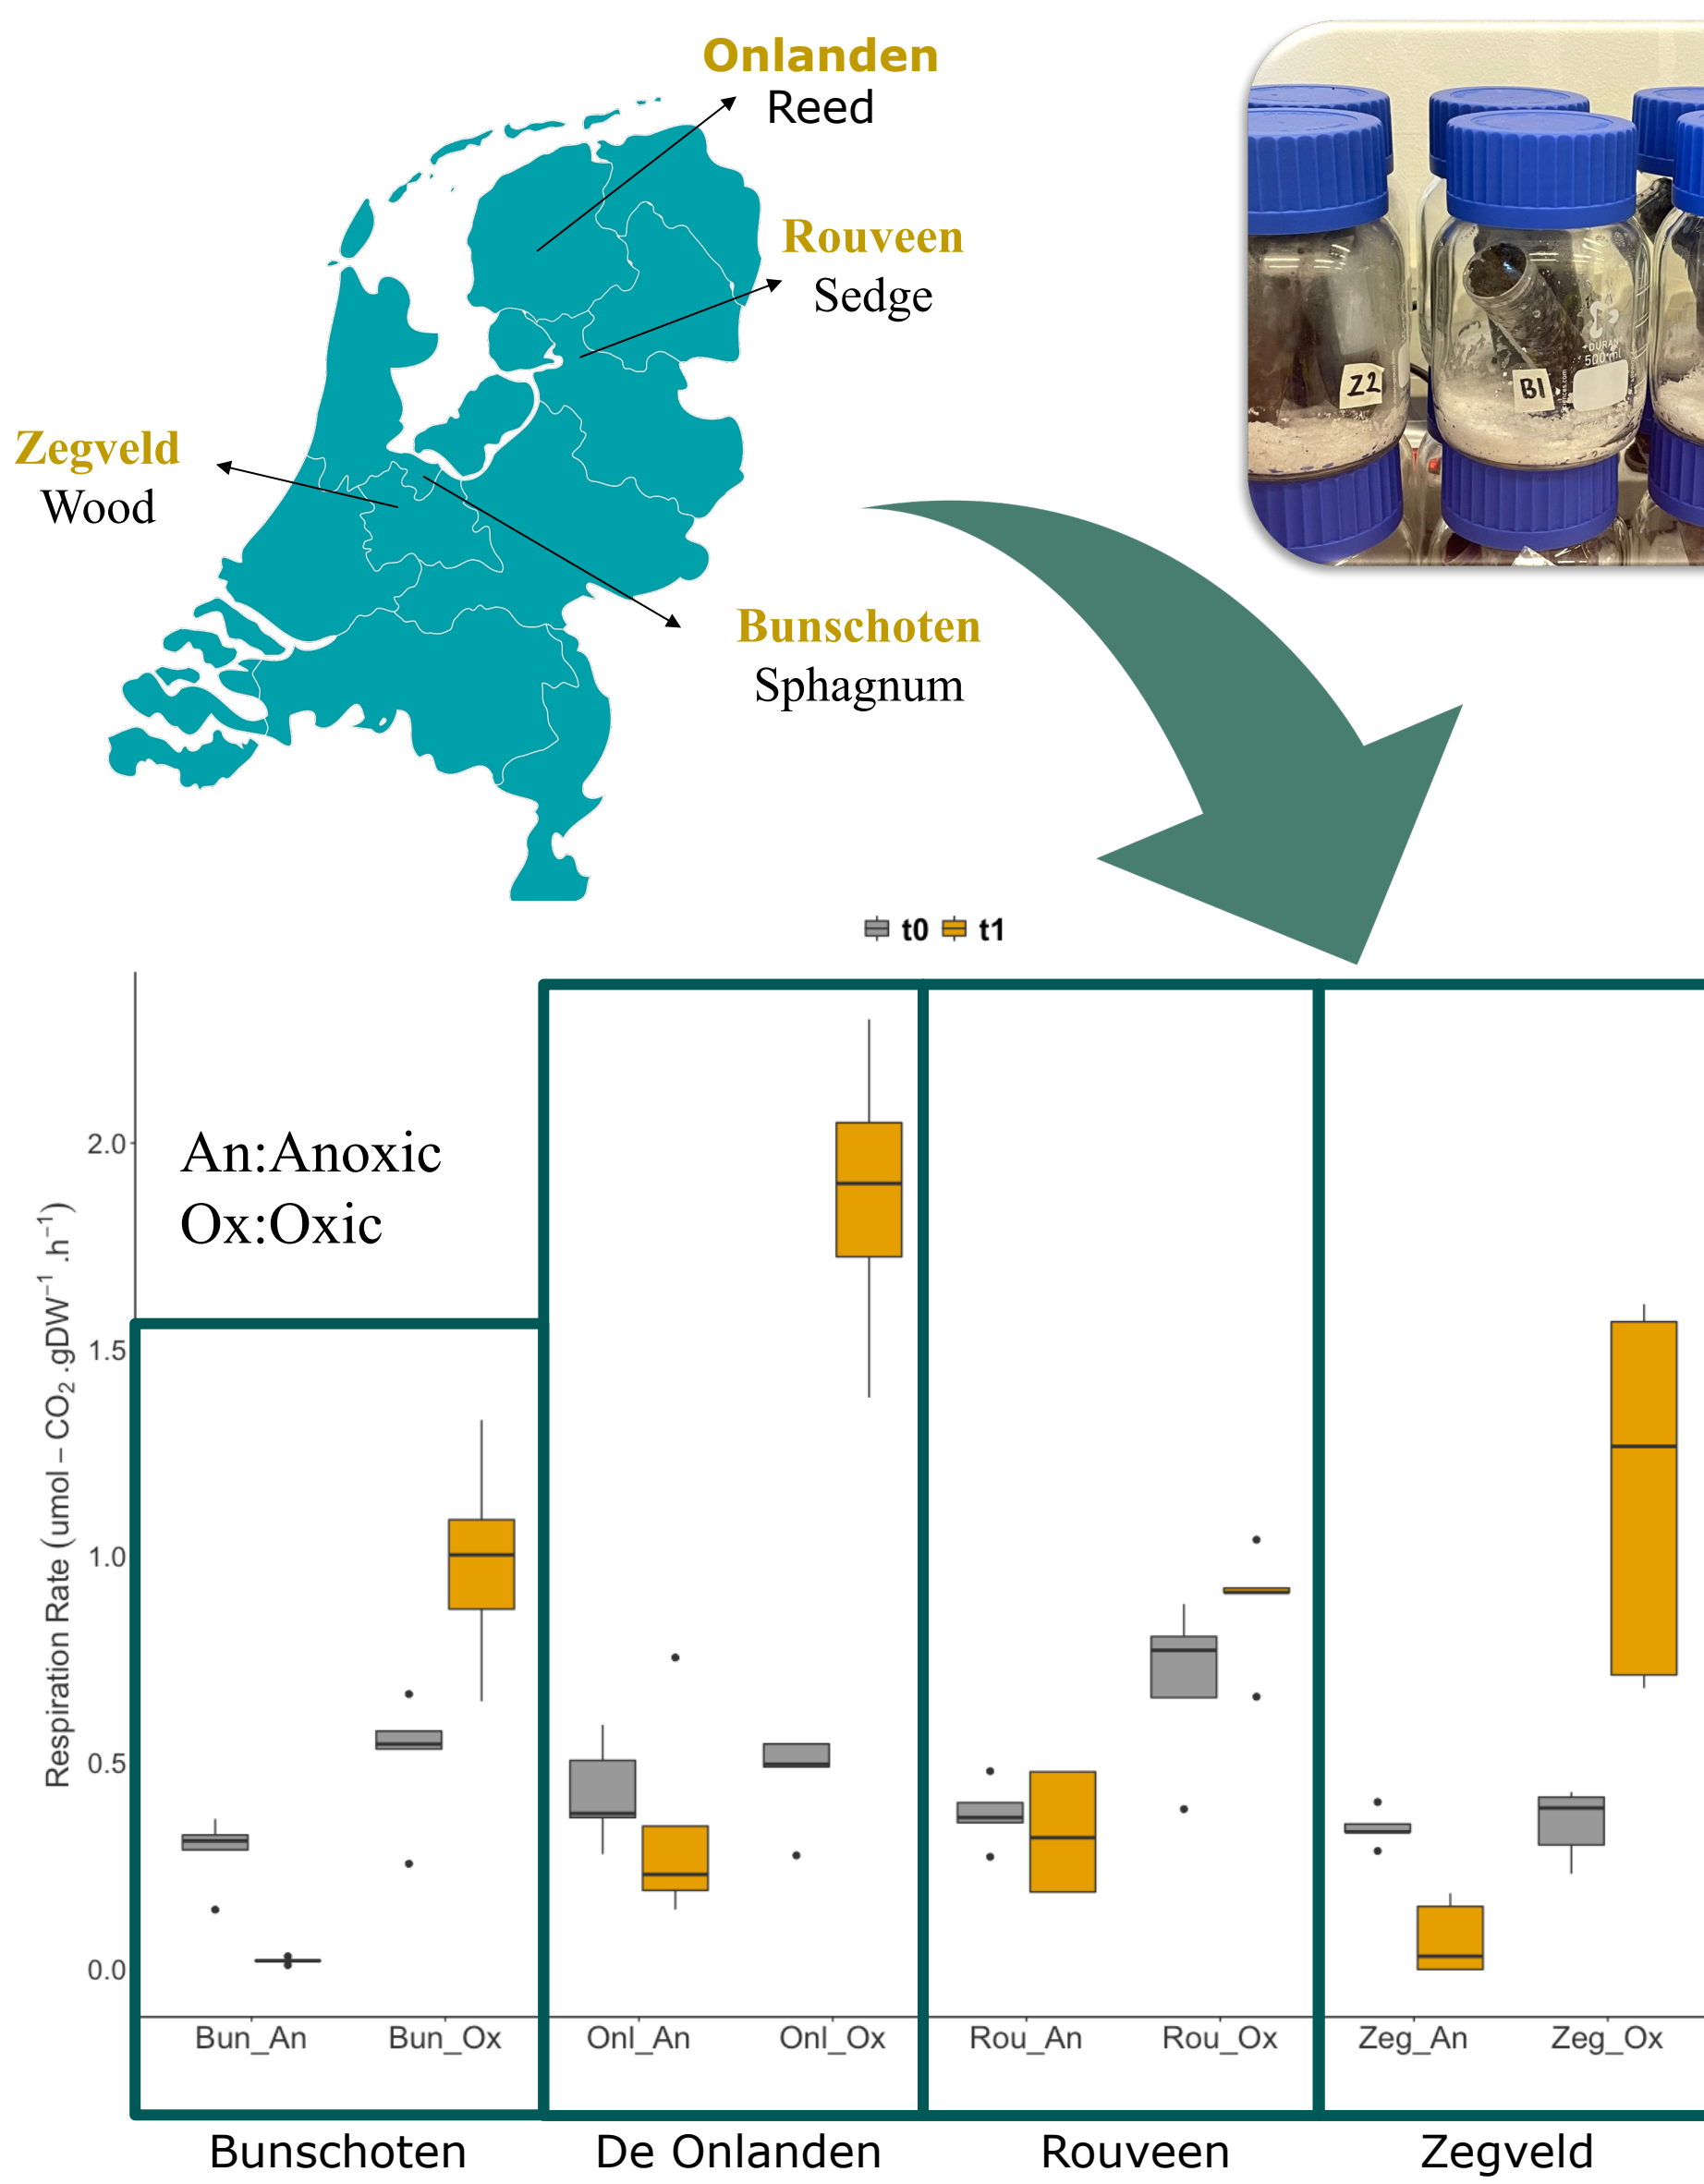 Onlanden
Reed
Rouveen
Sedge
Zegveld
Wood
Bunschoten
Sphagnum
Z2
B1
DURAN
500 ml
t0 t1
An:Anoxic
Ox:Oxic
Respiration Rate (umol – CO₂ .gDW⁻¹ .h⁻¹)
2.0
1.5
1.0
0.5
0.0
Bun_An Bun_Ox Onl_An Onl_Ox Rou_An Rou_Ox Zeg_An Zeg_Ox
Bunschoten De Onlanden Rouveen Zegveld